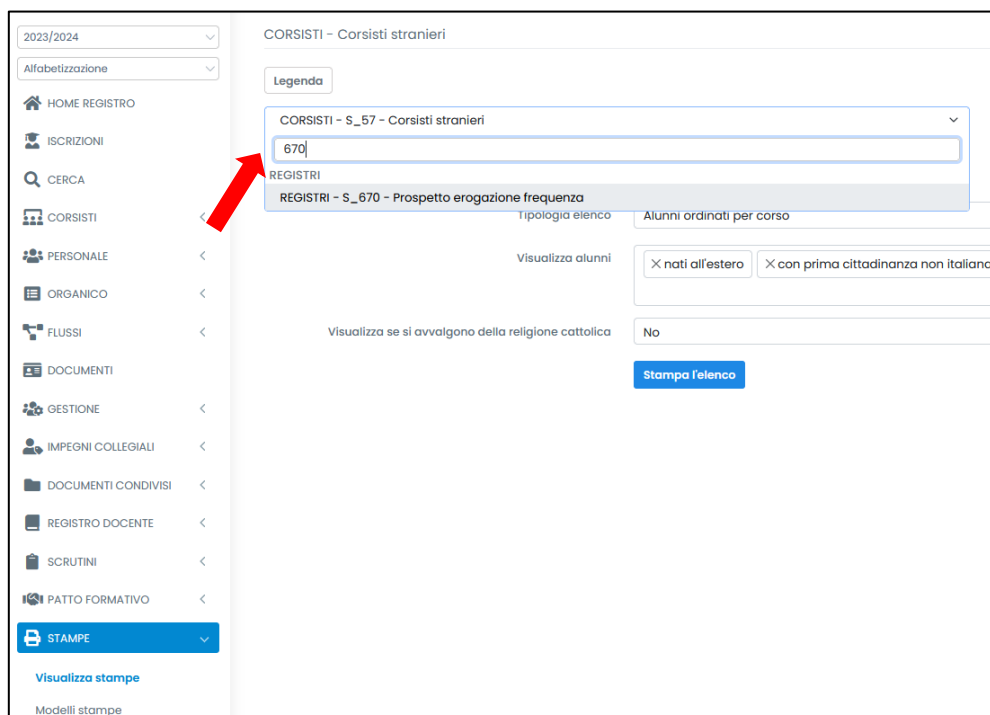 2023/2024
Alfabetizzazione
HOME REGISTRO
ISCRIZIONI
CERCA
CORSISTI
PERSONALE
ORGANICO
FLUSSI
DOCUMENTI
GESTIONE
IMPEGNI COLLEGIALI
DOCUMENTI CONDIVISI
REGISTRO DOCENTE
SCRUTINI
PATTO FORMATIVO
STAMPE
Visualizza stampe
Modelli stampe
CORSISTI - Corsisti stranieri
Legenda
CORSISTI - S_57 - Corsisti stranieri
670
REGISTRI
REGISTRI - S_670 - Prospetto erogazione frequenza
Tipologia elenco Alunni ordinati per corso
Visualizza alunni × nati all'estero × con prima cittadinanza non italiana
Visualizza se si avvalgono della religione cattolica No
Stampa l'elenco